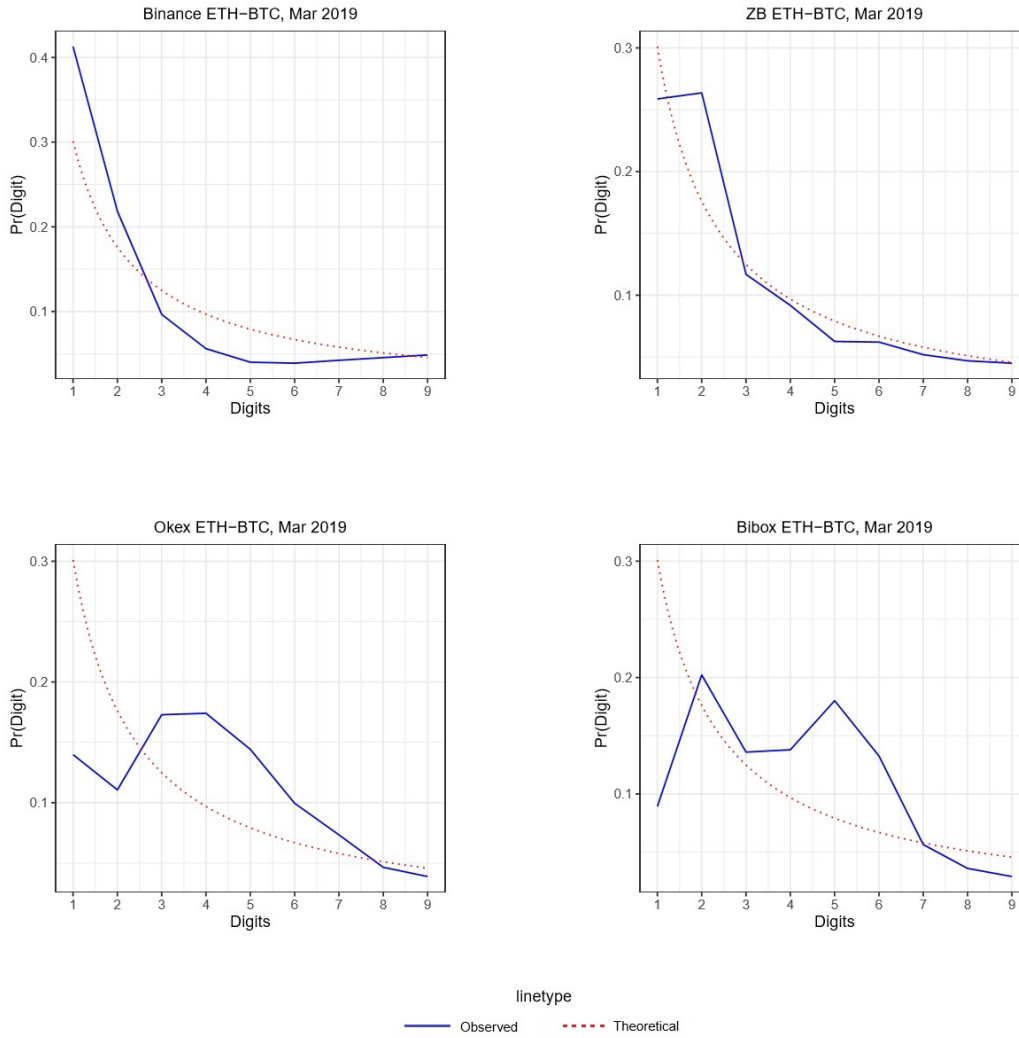 Binance ETH−BTC, Mar 2019
Pr(Digit)
0.4
0.3
0.2
0.1
1 2 3 4 5 6 7 8 9
Digits
ZB ETH−BTC, Mar 2019
Pr(Digit)
0.3
0.2
0.1
1 2 3 4 5 6 7 8 9
Digits
Okex ETH−BTC, Mar 2019
Pr(Digit)
0.3
0.2
0.1
1 2 3 4 5 6 7 8 9
Digits
Bibox ETH−BTC, Mar 2019
Pr(Digit)
0.3
0.2
0.1
1 2 3 4 5 6 7 8 9
Digits
linetype
Observed Theoretical